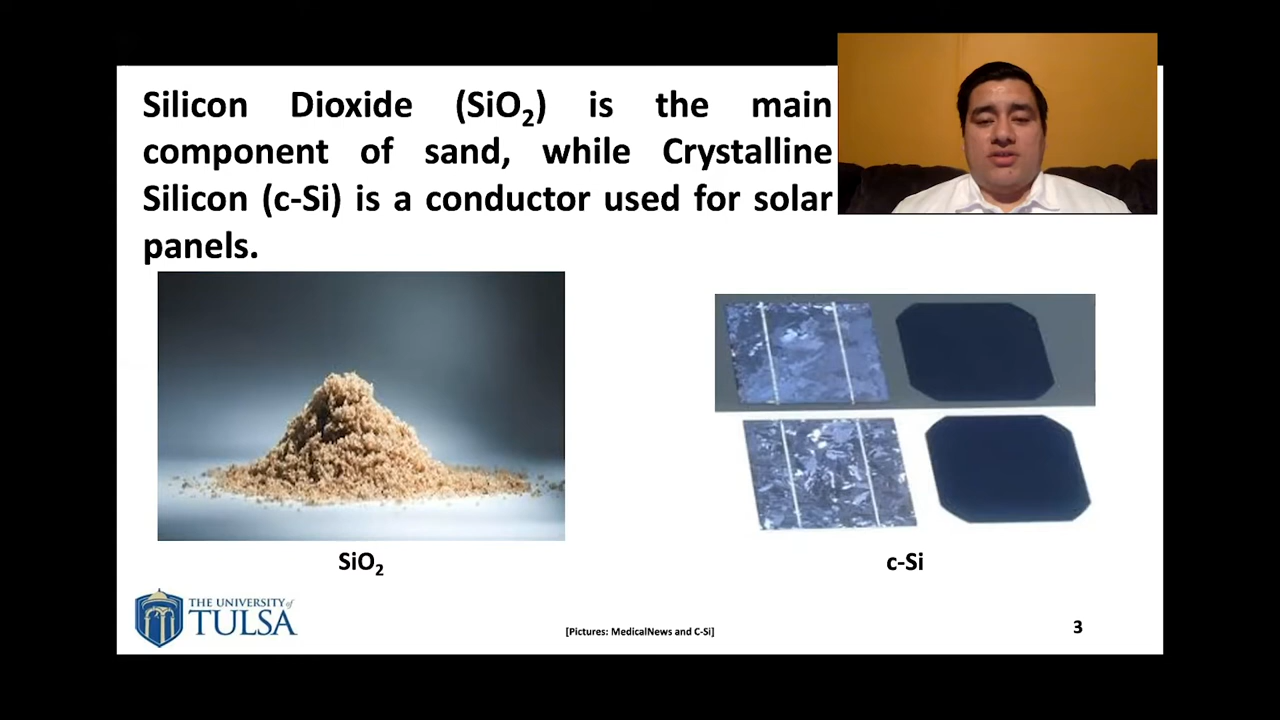 Silicon Dioxide (SiO₂) is the main
component of sand, while Crystalline
Silicon (c-Si) is a conductor used for solar
panels.
SiO₂
c-Si
THE UNIVERSITY of
TULSA
[Pictures: MedicalNews and C-Si]
3